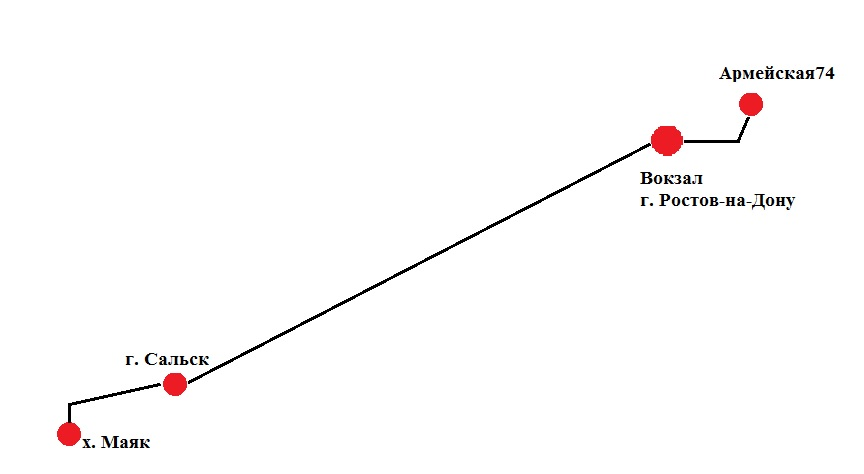 Армейская74
Вокзал
г. Ростов-на-Дону
г. Сальск
х. Маяк